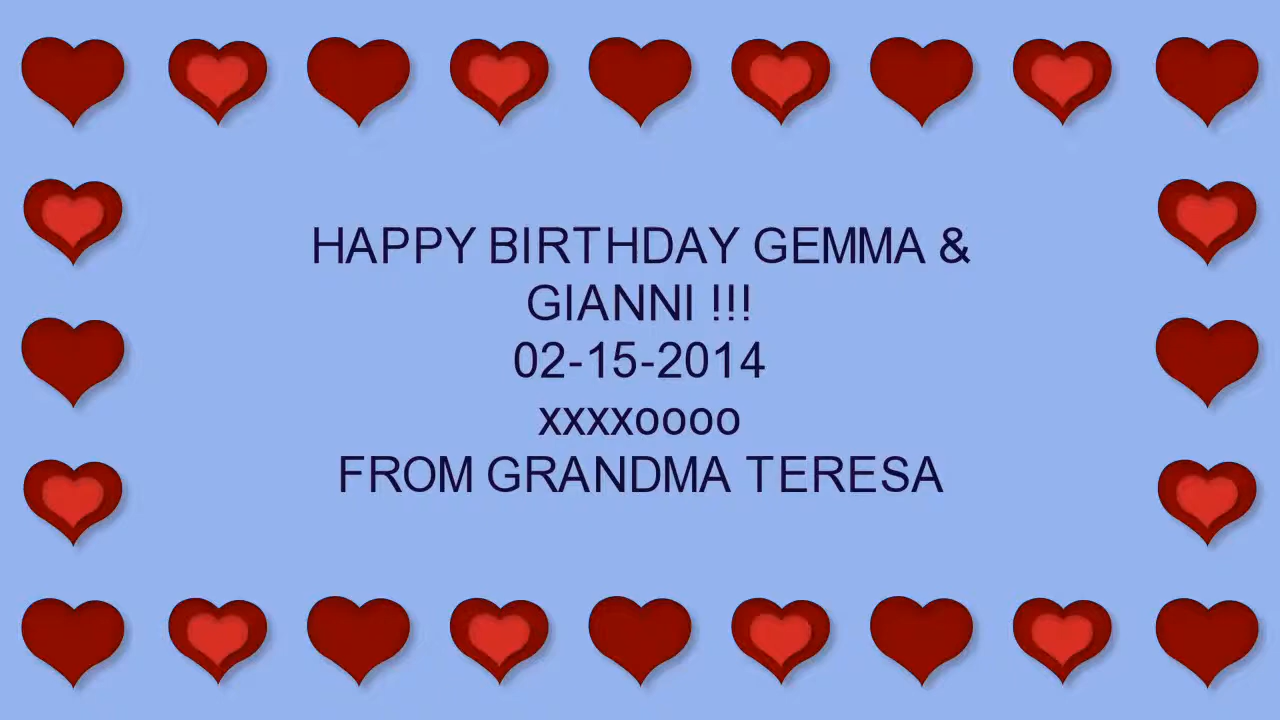 HAPPY BIRTHDAY GEMMA &
GIANNI !!!
02-15-2014
xxxxoooo
FROM GRANDMA TERESA